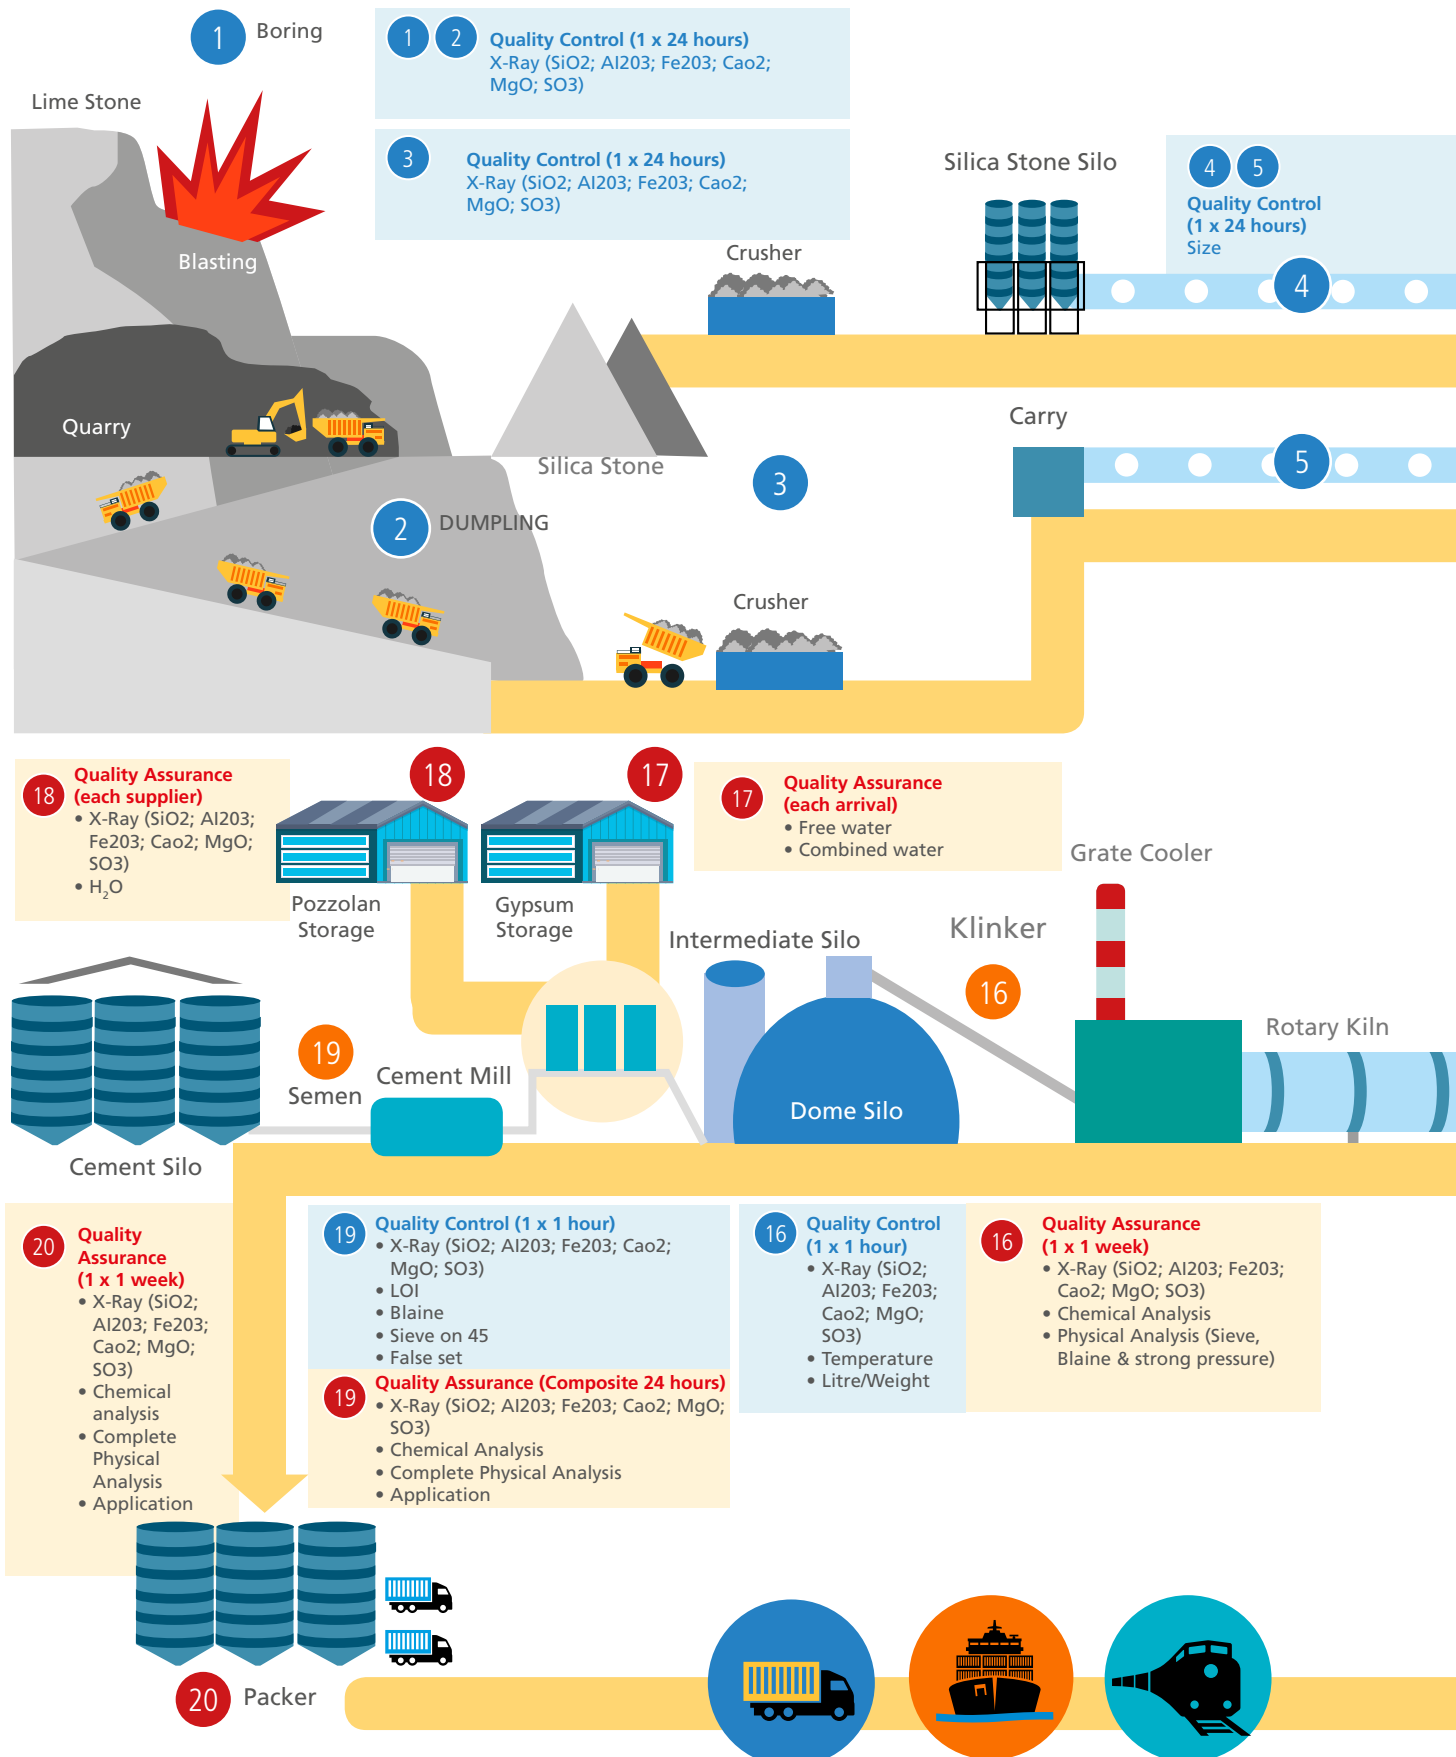 1 Boring
1 2 Quality Control (1 x 24 hours)
X-Ray (SiO2; AI203; Fe203; Cao2;
MgO; SO3)
Lime Stone
3 Quality Control (1 x 24 hours)
X-Ray (SiO2; AI203; Fe203; Cao2;
MgO; SO3)
Blasting
Crusher
Silica Stone Silo
4 5
Quality Control
(1 x 24 hours)
Size
4
Quarry
Silica Stone
3
Carry
5
2 DUMPLING
Crusher
18 Quality Assurance
(each supplier)
• X-Ray (SiO2; AI203;
Fe203; Cao2; MgO;
SO3)
• H2O
18
Pozzolan
Storage
17
Gypsum
Storage
17 Quality Assurance
(each arrival)
• Free water
• Combined water
Grate Cooler
Intermediate Silo
Klinker
16
Rotary Kiln
Dome Silo
19
Semen
Cement Mill
Cement Silo
20 Quality
Assurance
(1 x 1 week)
• X-Ray (SiO2;
AI203; Fe203;
Cao2; MgO;
SO3)
• Chemical
analysis
• Complete
Physical
Analysis
• Application
19 Quality Control (1 x 1 hour)
• X-Ray (SiO2; AI203; Fe203; Cao2;
MgO; SO3)
• LOI
• Blaine
• Sieve on 45
• False set
19 Quality Assurance (Composite 24 hours)
• X-Ray (SiO2; AI203; Fe203; Cao2; MgO;
SO3)
• Chemical Analysis
• Complete Physical Analysis
• Application
16 Quality Control
(1 x 1 hour)
• X-Ray (SiO2;
AI203; Fe203;
Cao2; MgO;
SO3)
• Temperature
• Litre/Weight
16 Quality Assurance
(1 x 1 week)
• X-Ray (SiO2; AI203; Fe203;
Cao2; MgO; SO3)
• Chemical Analysis
• Physical Analysis (Sieve,
Blaine & strong pressure)
20 Packer